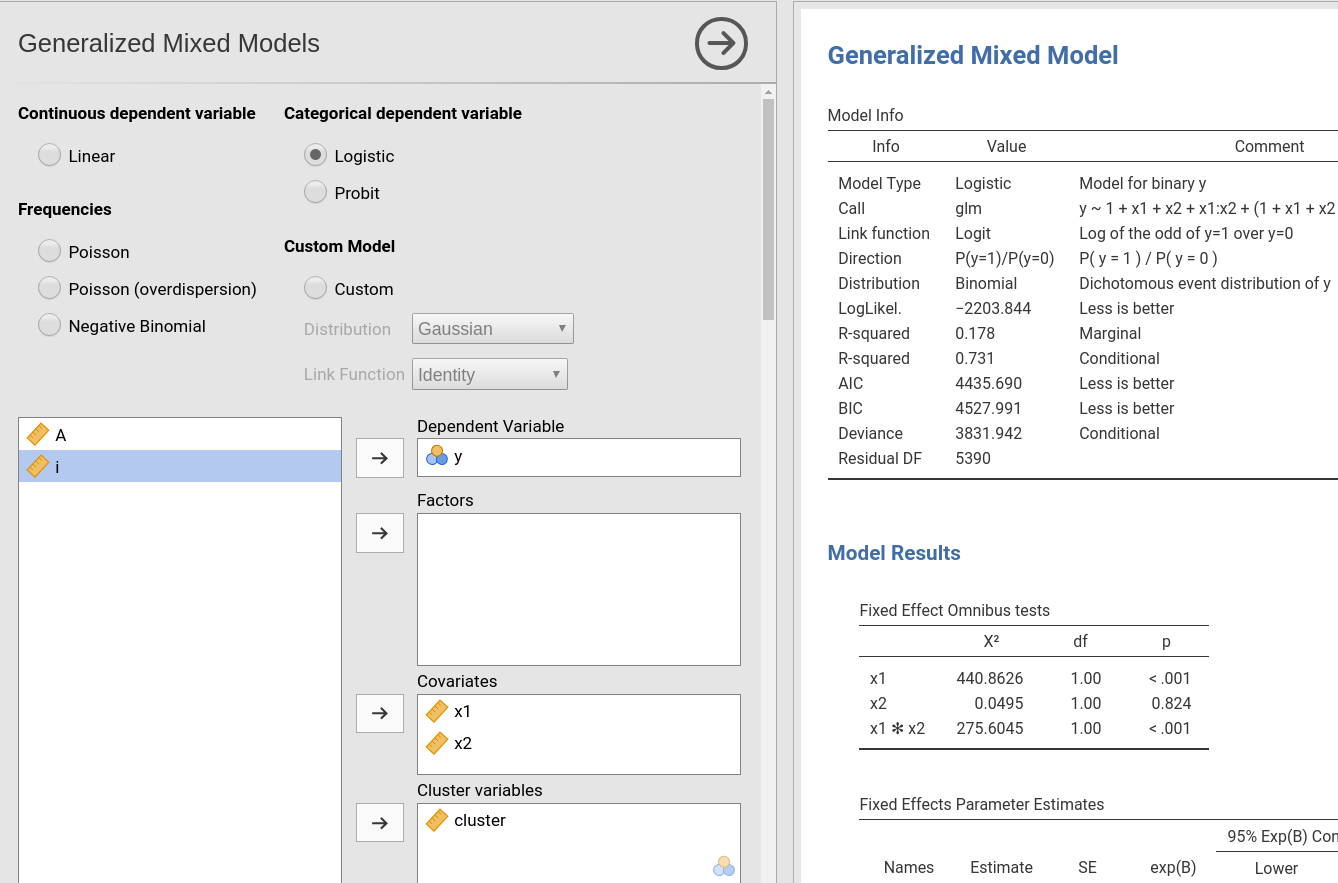 Generalized Mixed Models
Continuous dependent variable
Linear
Frequencies
Poisson
Poisson (overdispersion)
Negative Binomial
Categorical dependent variable
Logistic
Probit
Custom Model
Custom
Distribution Gaussian
Link Function Identity
A
i
Dependent Variable
y
Factors
Covariates
x1
x2
Cluster variables
cluster
Generalized Mixed Model
Model Info
Info Value Comment
Model Type Logistic Model for binary y
Call glm y ~ 1 + x1 + x2 + x1:x2 + (1 + x1 + x2
Link function Logit Log of the odd of y=1 over y=0
Direction P(y=1)/P(y=0) P( y = 1 ) / P( y = 0 )
Distribution Binomial Dichotomous event distribution of y
LogLikel. −2203.844 Less is better
R-squared 0.178 Marginal
R-squared 0.731 Conditional
AIC 4435.690 Less is better
BIC 4527.991 Less is better
Deviance 3831.942 Conditional
Residual DF 5390
Model Results
Fixed Effect Omnibus tests
X² df p
x1 440.8626 1.00 < .001
x2 0.0495 1.00 0.824
x1 ✻ x2 275.6045 1.00 < .001
Fixed Effects Parameter Estimates
95% Exp(B) Con
Names Estimate SE exp(B) Lower